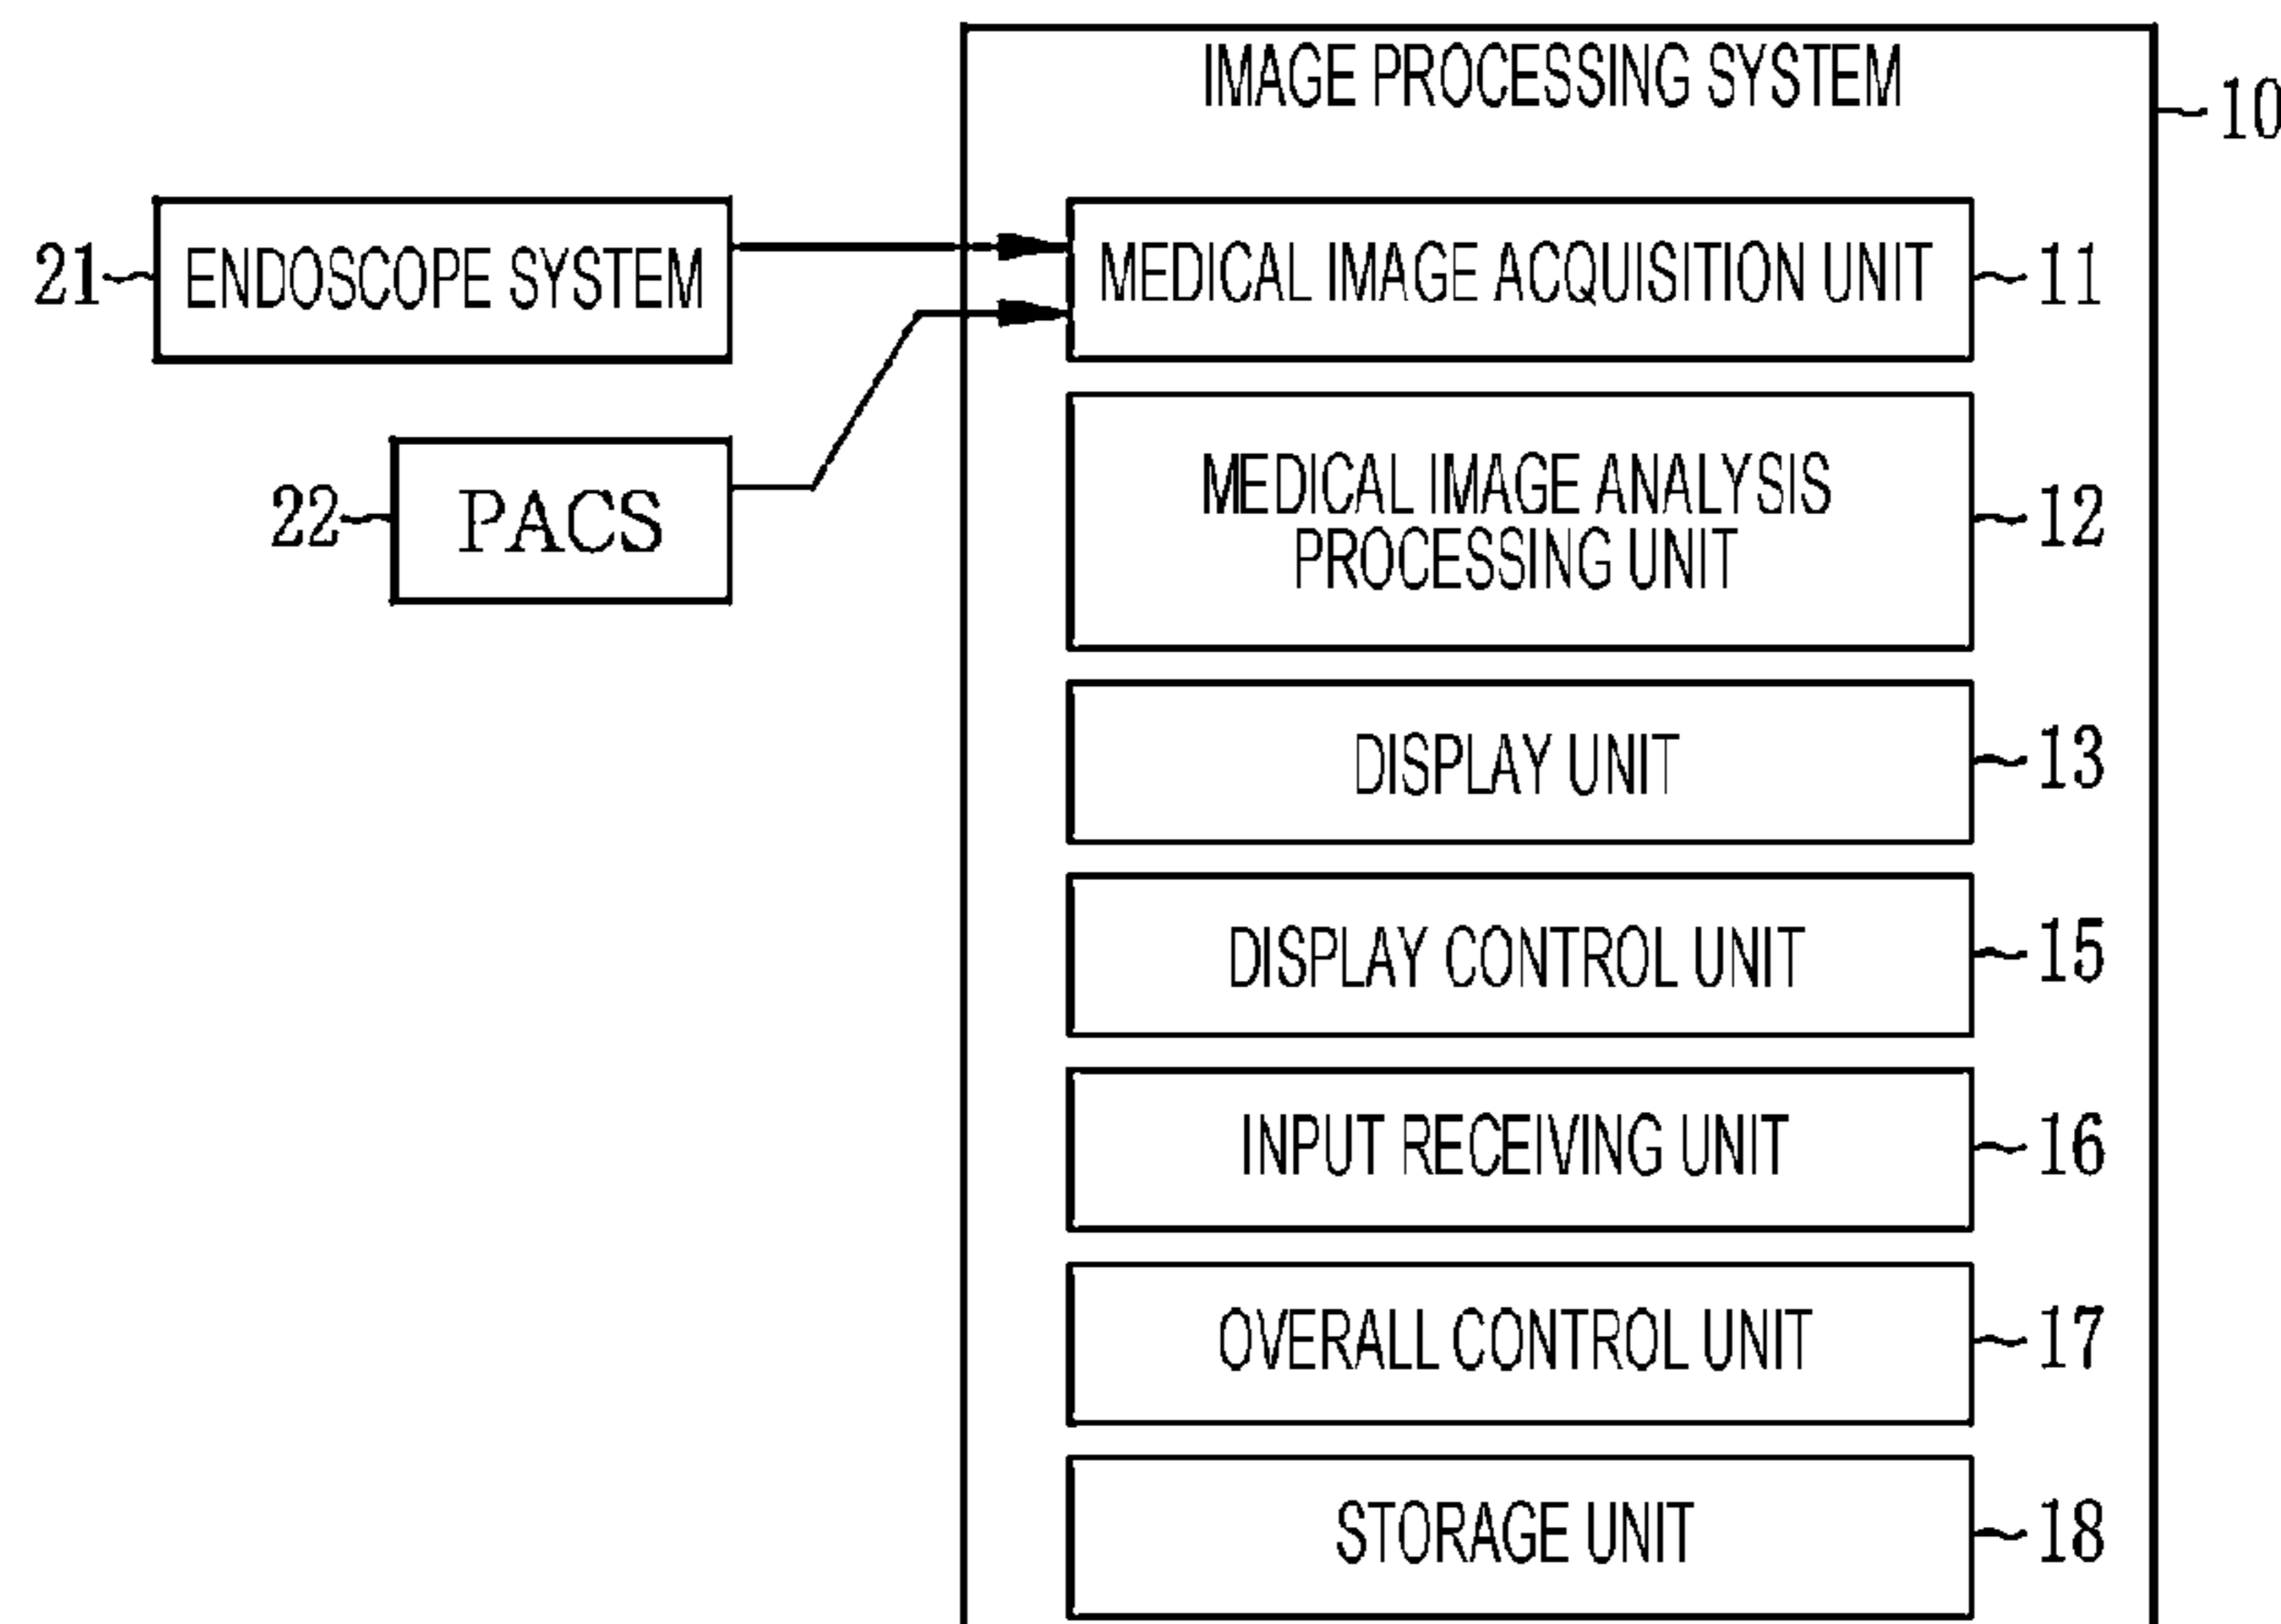 IMAGE PROCESSING SYSTEM
10
21 ENDOSCOPE SYSTEM
MEDICAL IMAGE ACQUISITION UNIT 11
22 PACS
MEDICAL IMAGE ANALYSIS
PROCESSING UNIT
12
DISPLAY UNIT 13
DISPLAY CONTROL UNIT 15
INPUT RECEIVING UNIT 16
OVERALL CONTROL UNIT 17
STORAGE UNIT 18